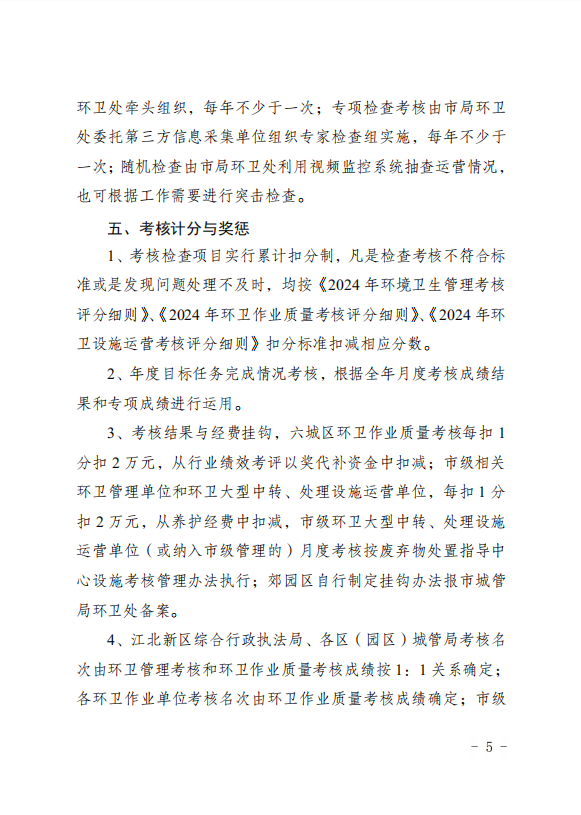 环卫处牵头组织，每年不少于一次；专项检查考核由市局环卫
处委托第三方信息采集单位组织专家检查组实施，每年不少于
一次；随机检查由市局环卫处利用视频监控系统抽查运营情况，
也可根据工作需要进行突击检查。
五、考核计分与奖惩
1、考核检查项目实行累计扣分制，凡是检查考核不符合标
准或是发现问题处理不及时，均按《2024 年环境卫生管理考核
评分细则》、《2024 年环卫作业质量考核评分细则》、《2024 年环
卫设施运营考核评分细则》扣分标准扣减相应分数。
2、年度目标任务完成情况考核，根据全年月度考核成绩结
果和专项成绩进行运用。
3、考核结果与经费挂钩，六城区环卫作业质量考核每扣 1
分扣 2 万元，从行业绩效考评以奖代补资金中扣减；市级相关
环卫管理单位和环卫大型中转、处理设施运营单位，每扣 1 分
扣 2 万元，从养护经费中扣减，市级环卫大型中转、处理设施
运营单位（或纳入市级管理的）月度考核按废弃物处置指导中
心设施考核管理办法执行；郊园区自行制定挂钩办法报市城管
局环卫处备案。
4、江北新区综合行政执法局、各区（园区）城管局考核名
次由环卫管理考核和环卫作业质量考核成绩按 1：1 关系确定；
各环卫作业单位考核名次由环卫作业质量考核成绩确定；市级
- 5 -